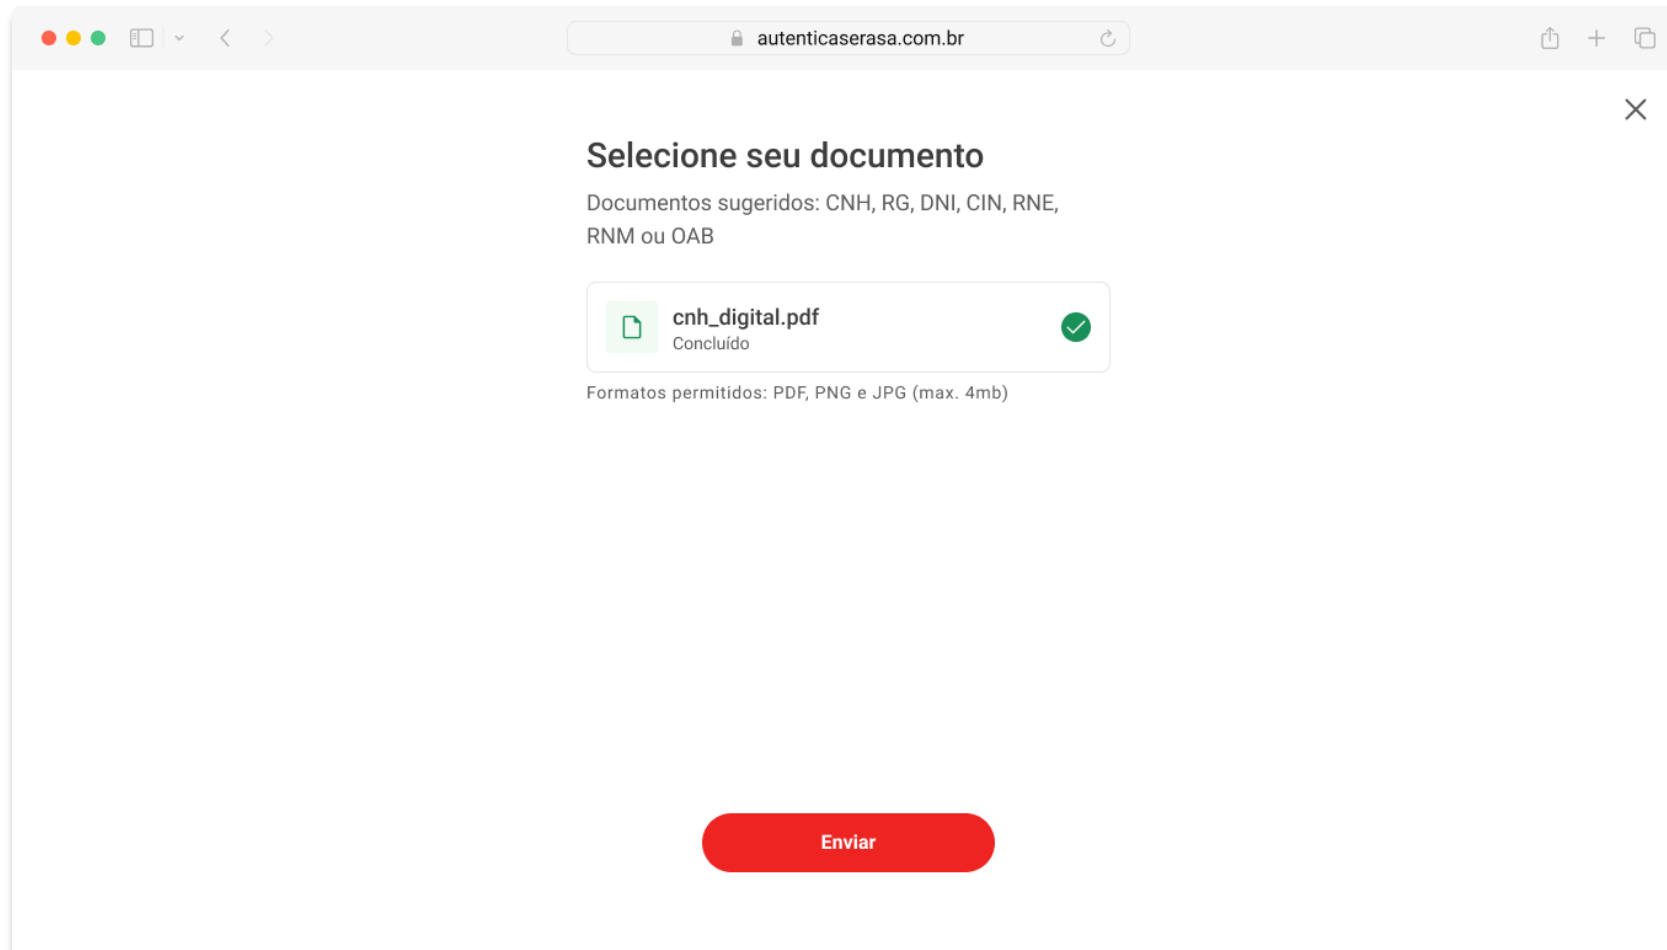 autenticaserasa.com.br
Selecione seu documento
Documentos sugeridos: CNH, RG, DNI, CIN, RNE,
RNM ou OAB
cnh_digital.pdf
Concluído
Formatos permitidos: PDF, PNG e JPG (max. 4mb)
Enviar